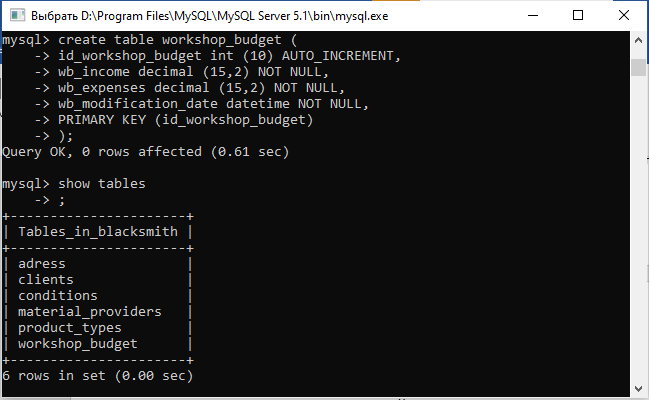 Выбрать D:\Program Files\MySQL\MySQL Server 5.1\bin\mysql.exe
mysql> create table workshop_budget (
    -> id_workshop_budget int (10) AUTO_INCREMENT,
    -> wb_income decimal (15,2) NOT NULL,
    -> wb_expenses decimal (15,2) NOT NULL,
    -> wb_modification_date datetime NOT NULL,
    -> PRIMARY KEY (id_workshop_budget)
    -> );
Query OK, 0 rows affected (0.61 sec)

mysql> show tables
    -> ;
+----------------------+
| Tables_in_blacksmith |
+----------------------+
| adress               |
| clients              |
| conditions           |
| material_providers   |
| product_types        |
| workshop_budget      |
+----------------------+
6 rows in set (0.00 sec)